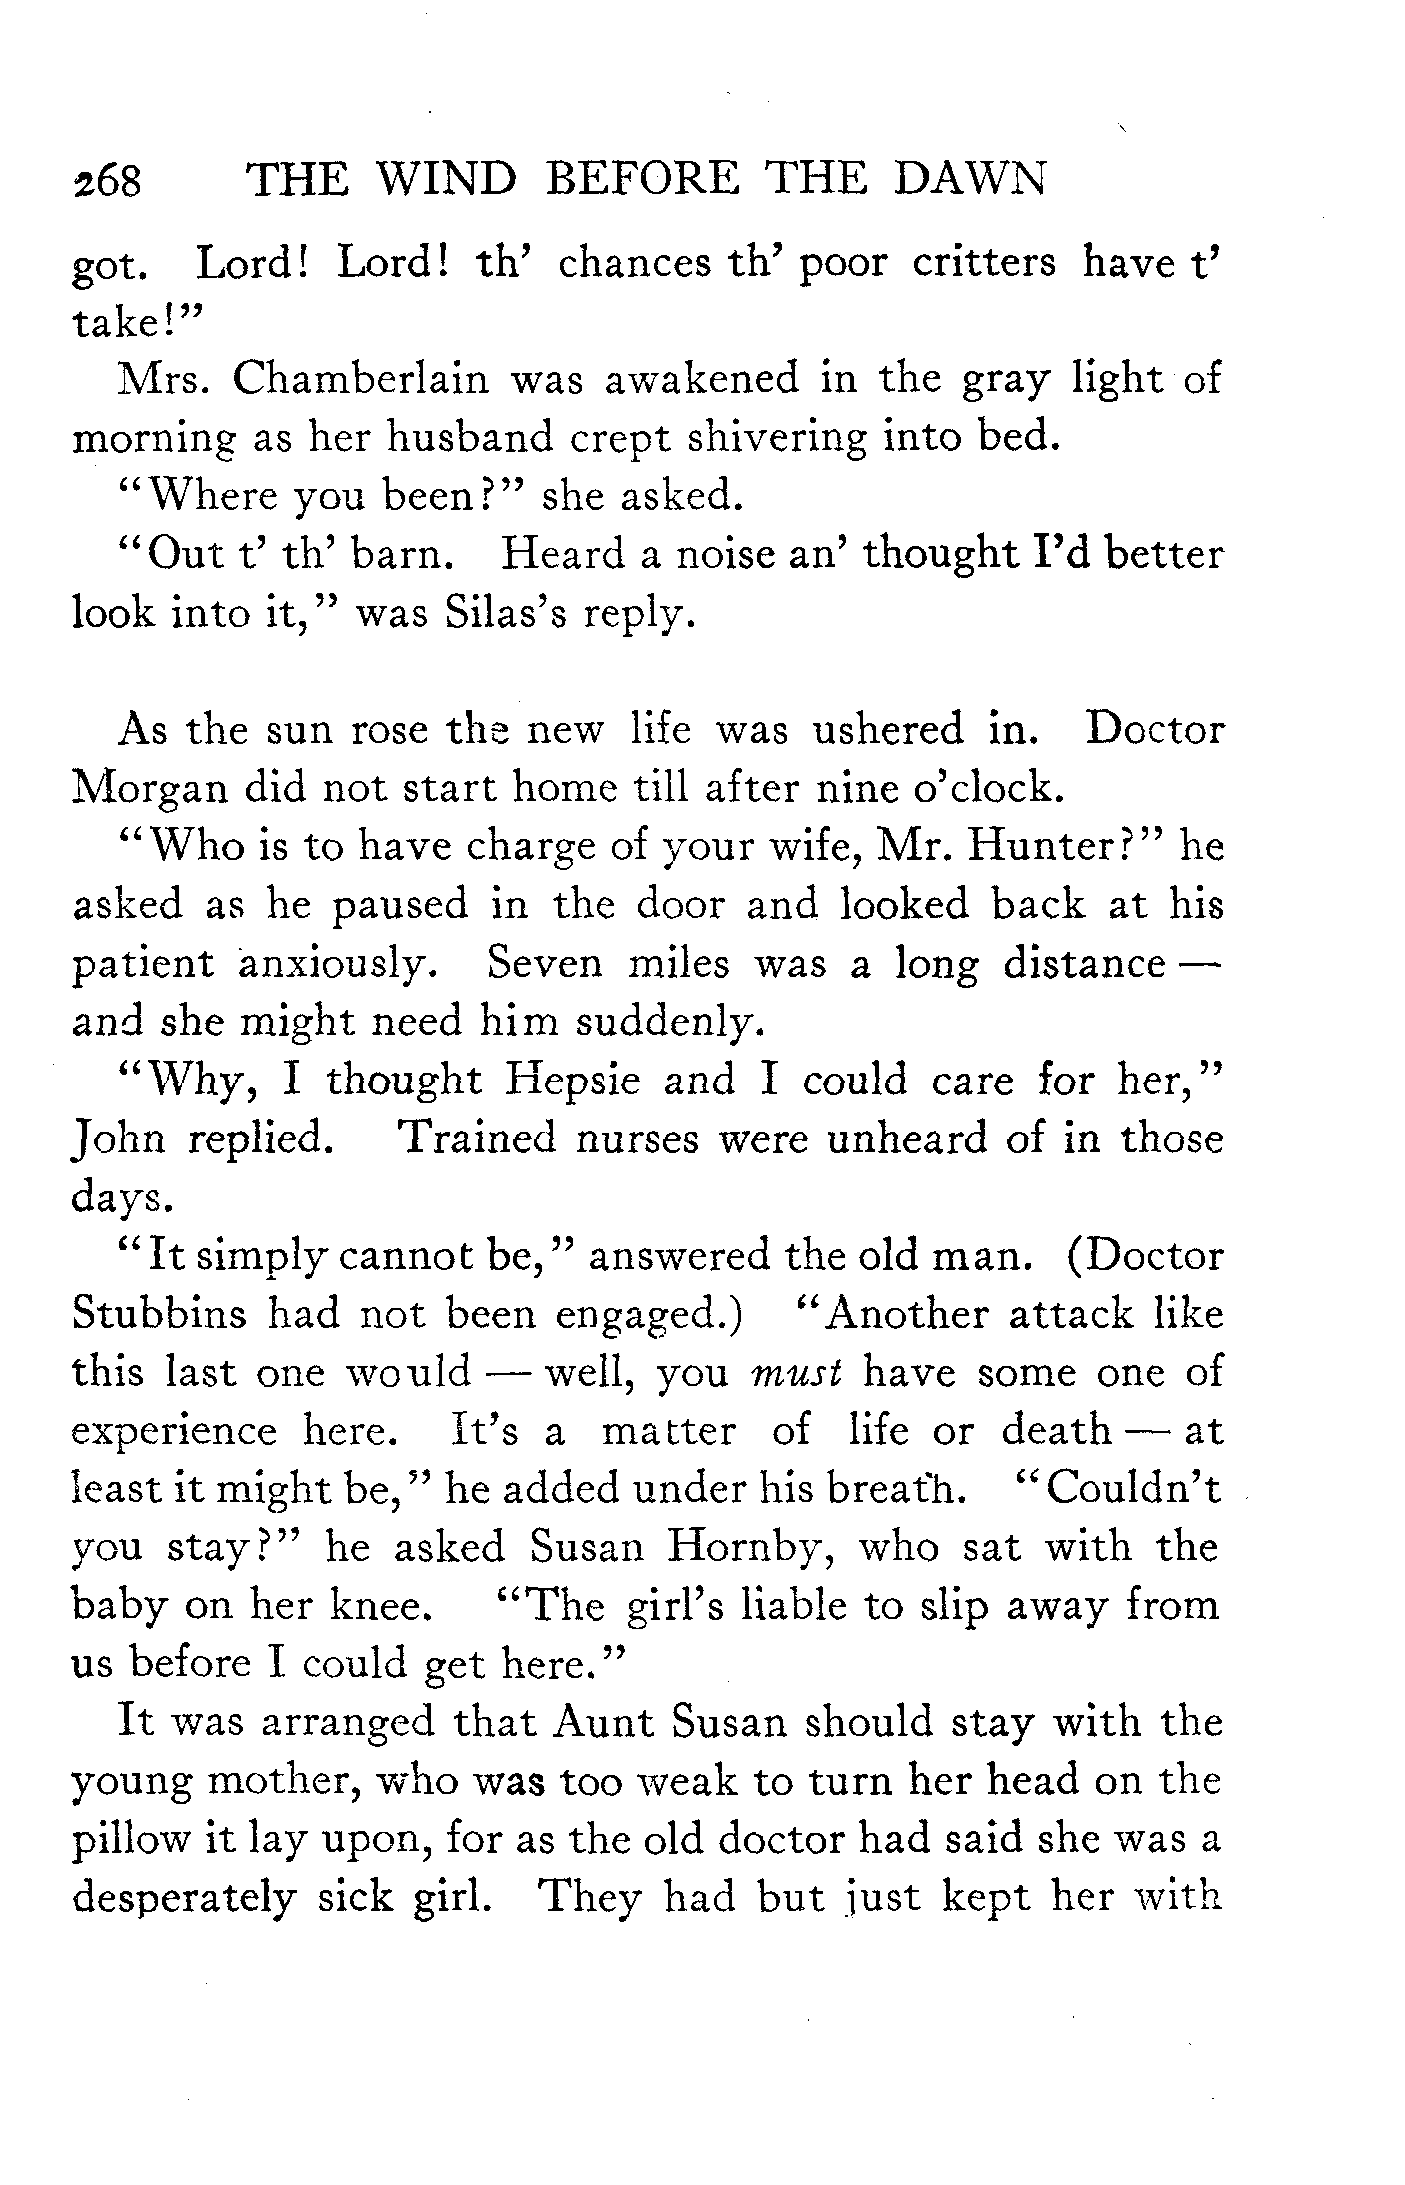 268 THE WIND BEFORE THE DAWN
got. Lord! Lord! th' chances th' poor critters have t'
take!"
Mrs. Chamberlain was awakened in the gray light of
morning as her husband crept shivering into bed.
"Where you been?" she asked.
"Out t' th' barn. Heard a noise an' thought I'd better
look into it," was Silas's reply.
As the sun rose the new life was ushered in. Doctor
Morgan did not start home till after nine o'clock.
"Who is to have charge of your wife, Mr. Hunter?" he
asked as he paused in the door and looked back at his
patient anxiously. Seven miles was a long distance —
and she might need him suddenly.
"Why, I thought Hepsie and I could care for her,"
John replied. Trained nurses were unheard of in those
days.
"It simply cannot be," answered the old man. (Doctor
Stubbins had not been engaged.) "Another attack like
this last one would — well, you must have some one of
experience here. It's a matter of life or death — at
least it might be," he added under his breath. "Couldn't
you stay?" he asked Susan Hornby, who sat with the
baby on her knee. "The girl's liable to slip away from
us before I could get here."
It was arranged that Aunt Susan should stay with the
young mother, who was too weak to turn her head on the
pillow it lay upon, for as the old doctor had said she was a
desperately sick girl. They had but just kept her with